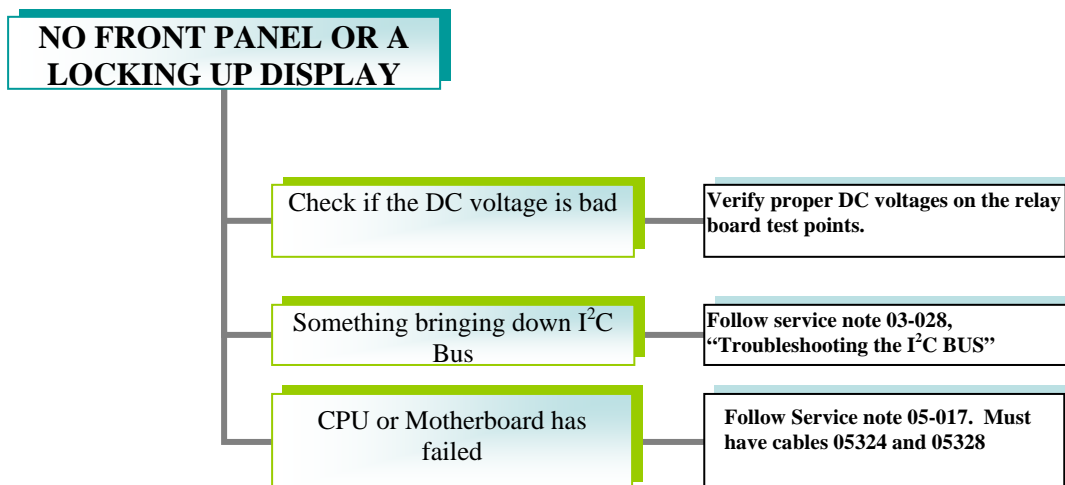 NO FRONT PANEL OR A
LOCKING UP DISPLAY
Check if the DC voltage is bad
Verify proper DC voltages on the relay
board test points.
Something bringing down I²C
Bus
Follow service note 03-028,
“Troubleshooting the I²C BUS”
CPU or Motherboard has
failed
Follow Service note 05-017.  Must
have cables 05324 and 05328